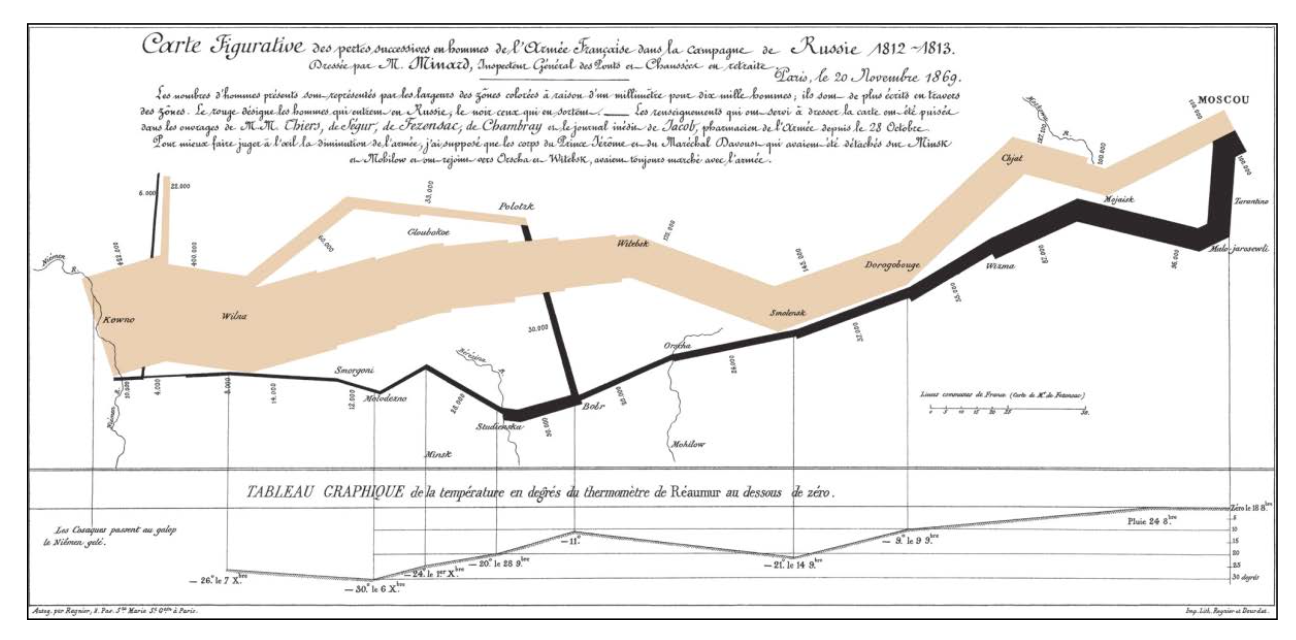 Carte Figurative des pertes successives en hommes de l'Armée Française dans la campagne de Russie 1812-1813.
Dressée par M. Minard, Inspecteur Général des Ponts et Chaussées en retraite
Paris, le 20 Novembre 1869.
Les nombres d'hommes présents sont représentés par les largeurs des zônes colorées à raison d'un millimètre pour dix mille hommes; ils sont de plus écrits en travers
des zônes. Le rouge désigne les hommes qui entrent en Russie, le noir ceux qui en sortent. Les renseignements qui ont servi à dresser la carte ont été puisés
dans les ouvrages de M.M. Thiers, de Ségur, de Fezensac, de Chambray et le journal inédit de Jacob, pharmacien de l'Armée depuis le 28 Octobre.
Pour mieux faire juger à l'œil la diminution de l'armée, j'ai supposé que les corps du Prince Jérôme et du Maréchal Davoust qui avaient été détachés sur Minsk
et Mobilow et ont rejoint vers Orscha et Witebsk, avaient toujours marché avec l'armée.
Moskowa R.
MOSCOU
100.000
100.000
127.100
100.000
Chjat
Mojaisk
Tarantino
Malo-jarosewli
6.000
22.000
33.000
Polotzk
60.000
Gloubokoe
422.000
400.000
Niémen R.
Witebsk
175.000
145.000
Dorogobouge
Wizma
87.000
96.000
55.000
Kowno
Wilna
30.000
Smolensk
37.000
Orscha
24.000
Smorgoni
Bérézina R.
10.000
4.000
8.000
14.000
12.000
Molodezno
28.000
Studienska
50.000
Bobr
20.000
Niémen R.
Minsk
Mohilow
Lieues communes de France (Carte de M. de Fezensac)
0 5 10 15 20 25 50.
TABLEAU GRAPHIQUE de la température en degrés du thermomètre de Réaumur au dessous de zéro.
Les Cosaques passent au galop
le Niémen gelé.
Zéro le 18 8.bre
Pluie 24 8.bre
5
10
15
20
25
30 degrés
− 9.° le 9 9.bre
− 11.°
− 21.° le 14 9.bre
− 20.° le 28 9.bre
− 24.° le 1.er X.bre
− 26.° le 7 X.bre
− 30.° le 6 X.bre
Autog. par Regnier, 8. Pas. S.te Marie S.t G.ain à Paris.
Imp. Lith. Regnier et Dourdet.